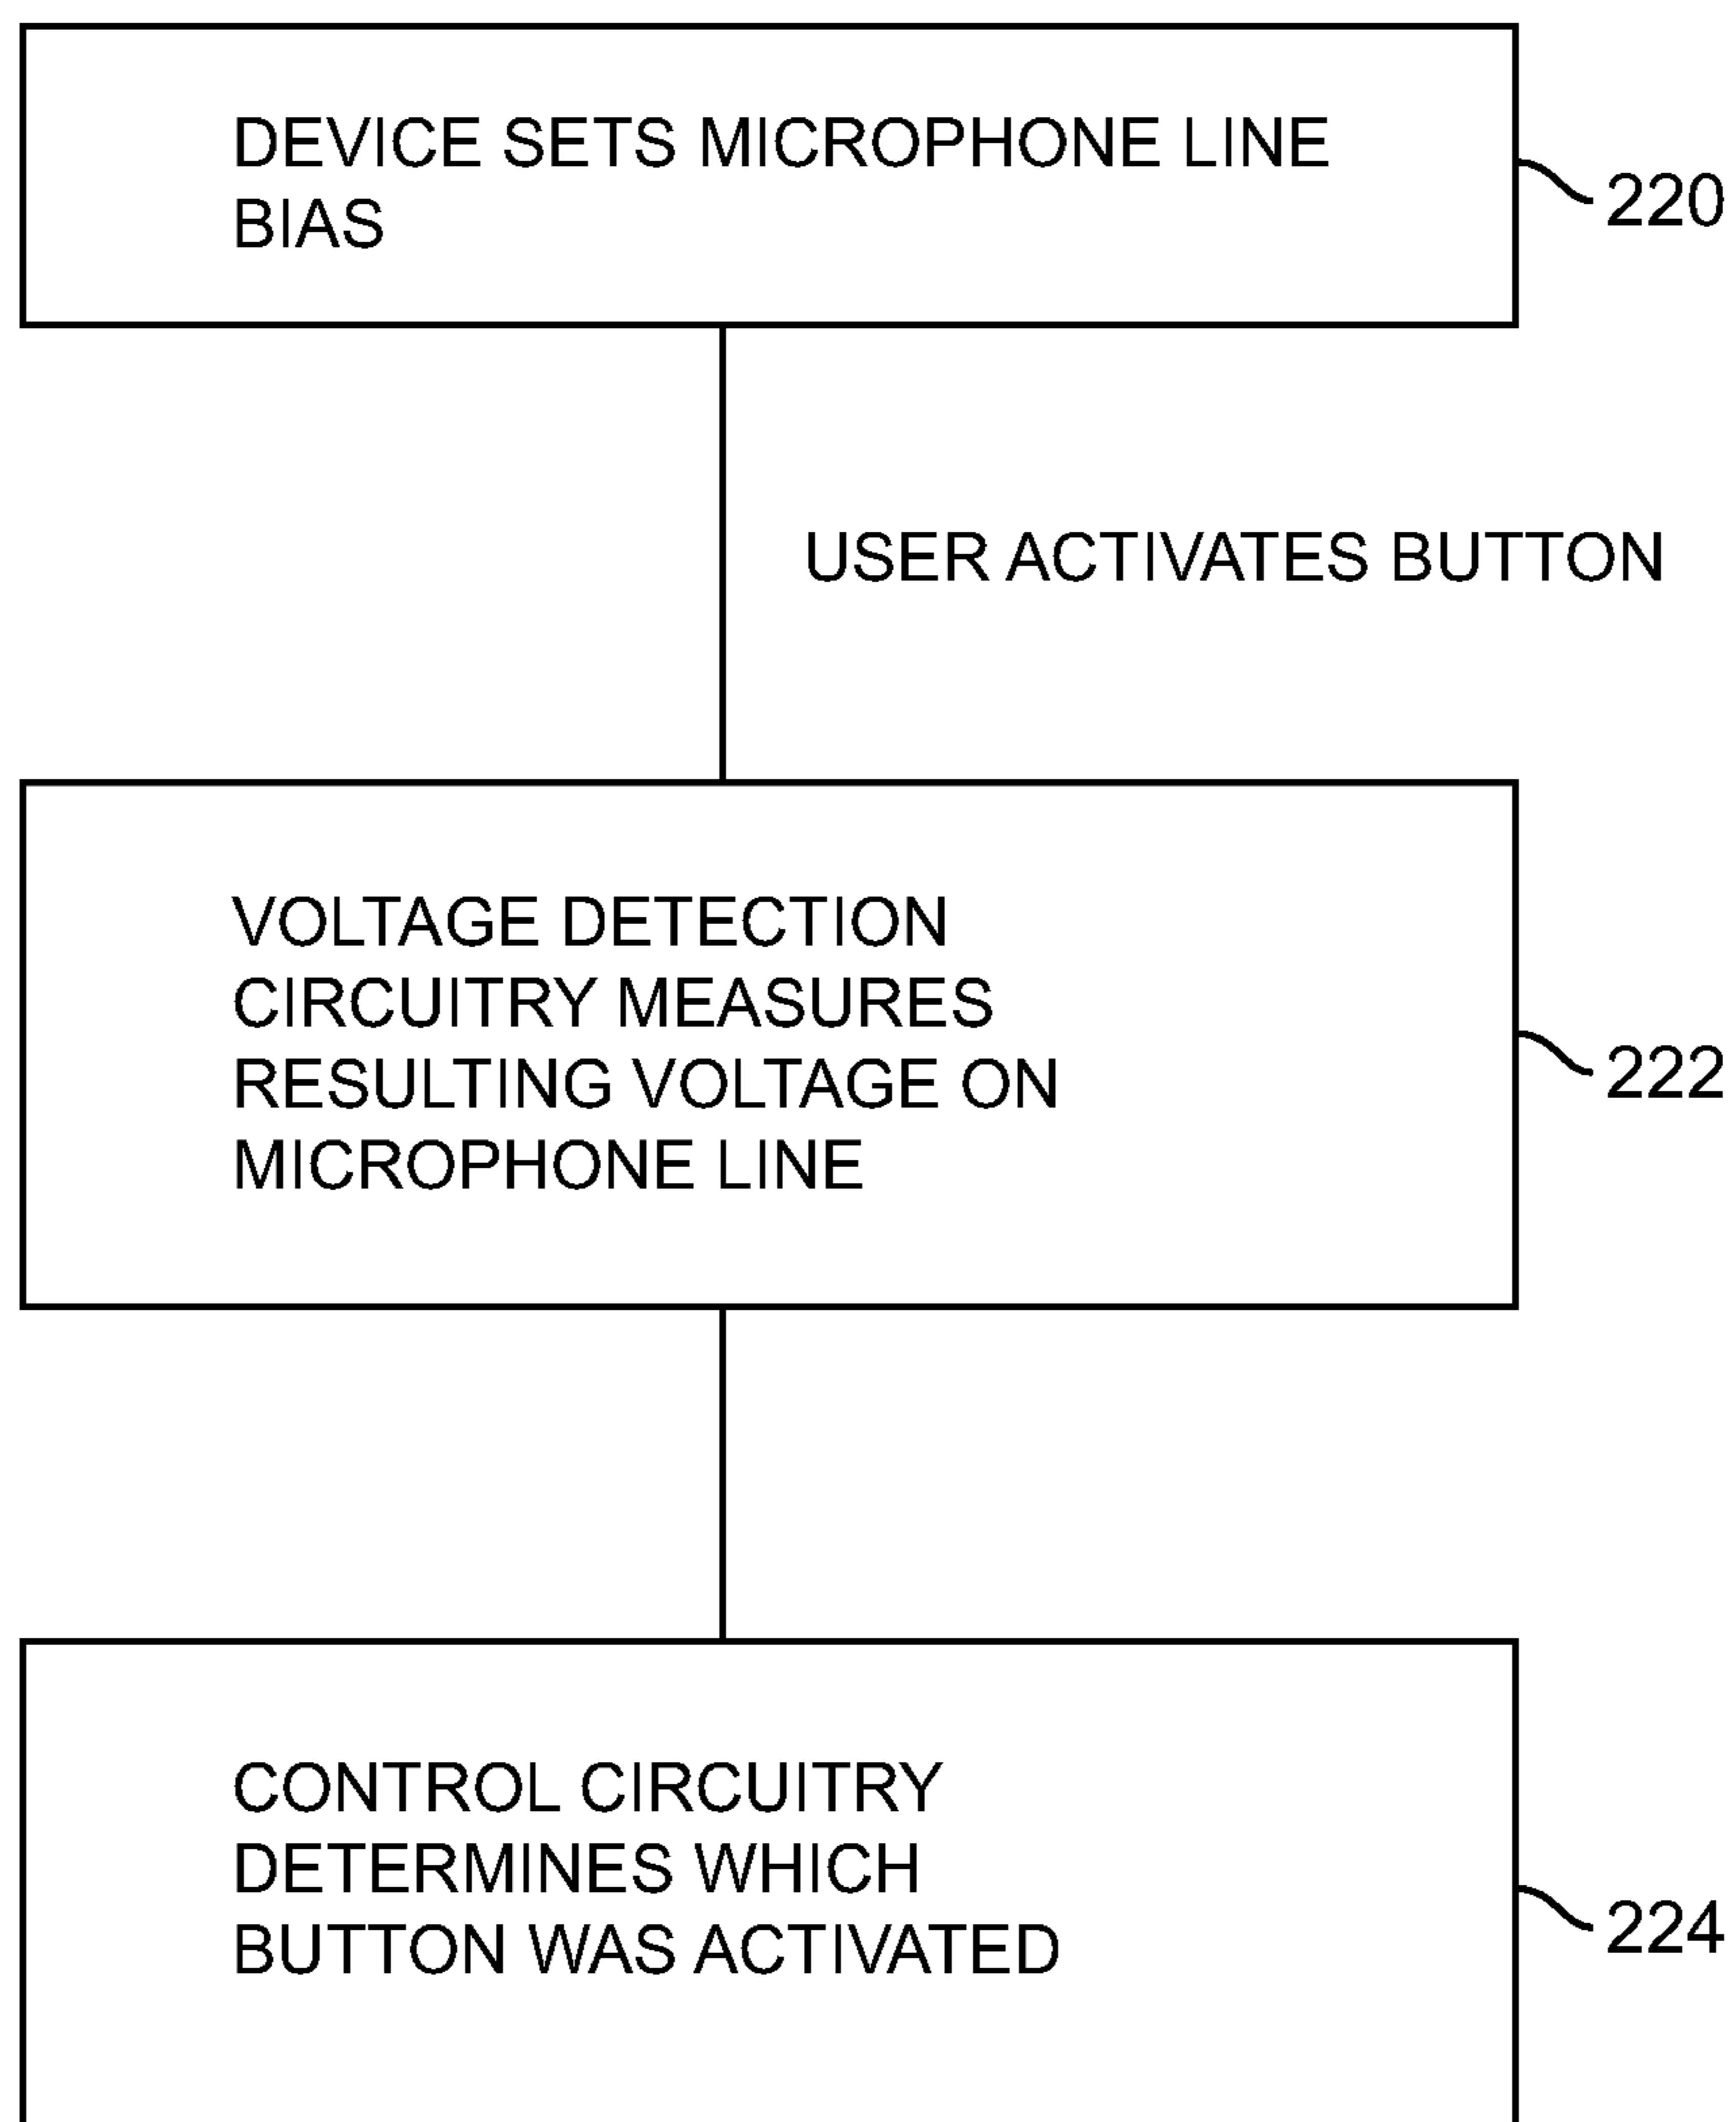 DEVICE SETS MICROPHONE LINE
BIAS
220
USER ACTIVATES BUTTON
VOLTAGE DETECTION
CIRCUITRY MEASURES
RESULTING VOLTAGE ON
MICROPHONE LINE
222
CONTROL CIRCUITRY
DETERMINES WHICH
BUTTON WAS ACTIVATED
224